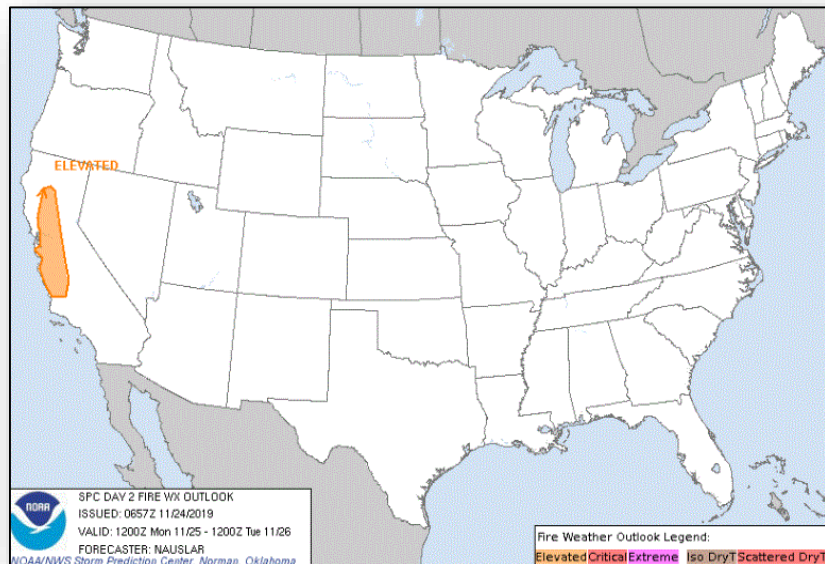 ELEVATED
NOAA
SPC DAY 2 FIRE WX OUTLOOK
ISSUED: 0657Z 11/24/2019
VALID: 1200Z Mon 11/25 - 1200Z Tue 11/26
FORECASTER: NAUSLAR
NOAA/NWS Storm Prediction Center, Norman, Oklahoma
Fire Weather Outlook Legend:
Elevated Critical Extreme Iso DryT Scattered DryT